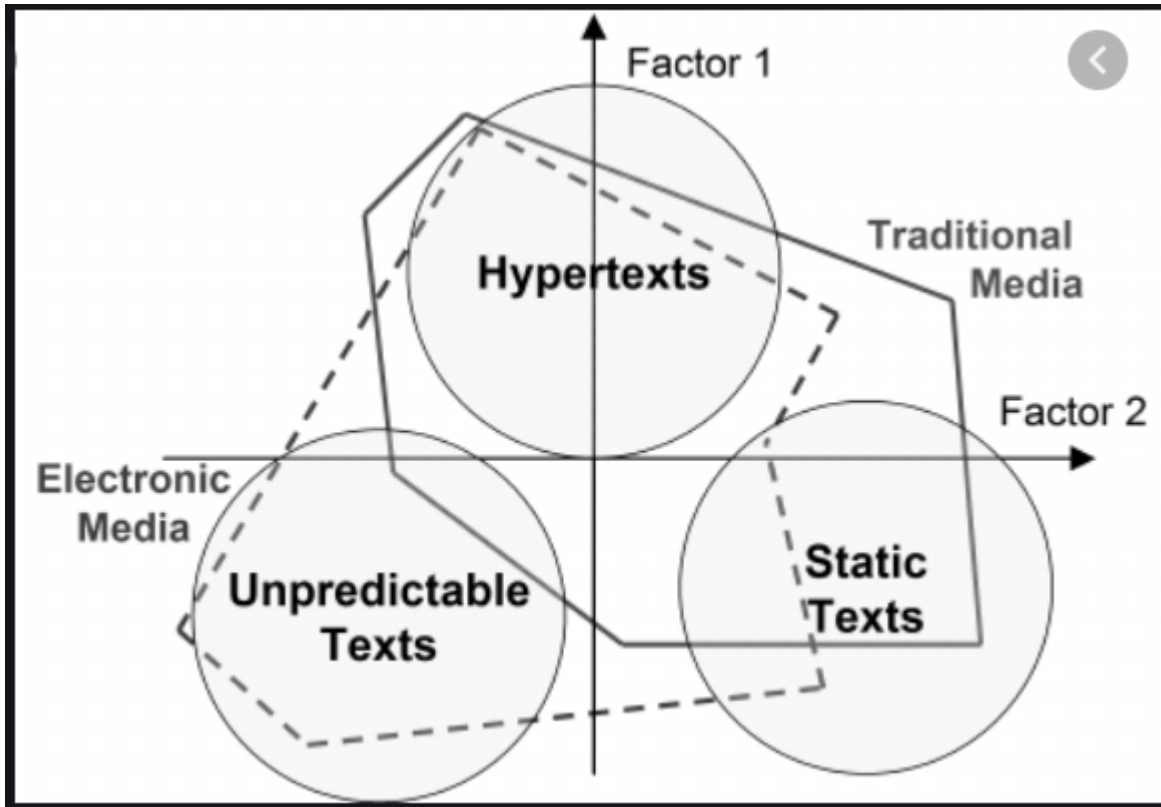 Factor 1
Hypertexts
Traditional
Media
Factor 2
Electronic
Media
Unpredictable
Texts
Static
Texts